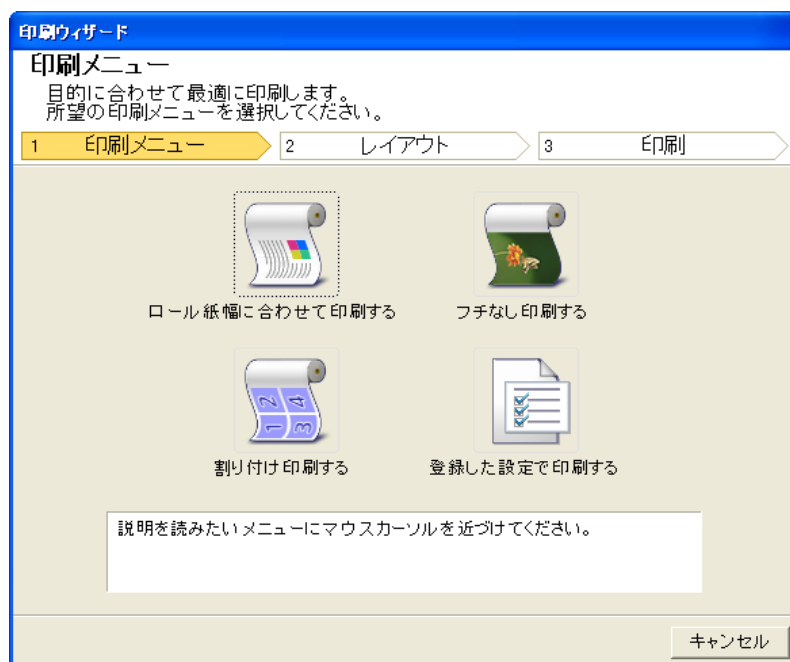 印刷ウィザード
印刷メニュー
目的に合わせて最適に印刷します。
所望の印刷メニューを選択してください。
1 印刷メニュー 2 レイアウト 3 印刷
ロール紙幅に合わせて印刷する フチなし印刷する
1 2 3 4
割り付け印刷する 登録した設定で印刷する
説明を読みたいメニューにマウスカーソルを近づけてください。
キャンセル